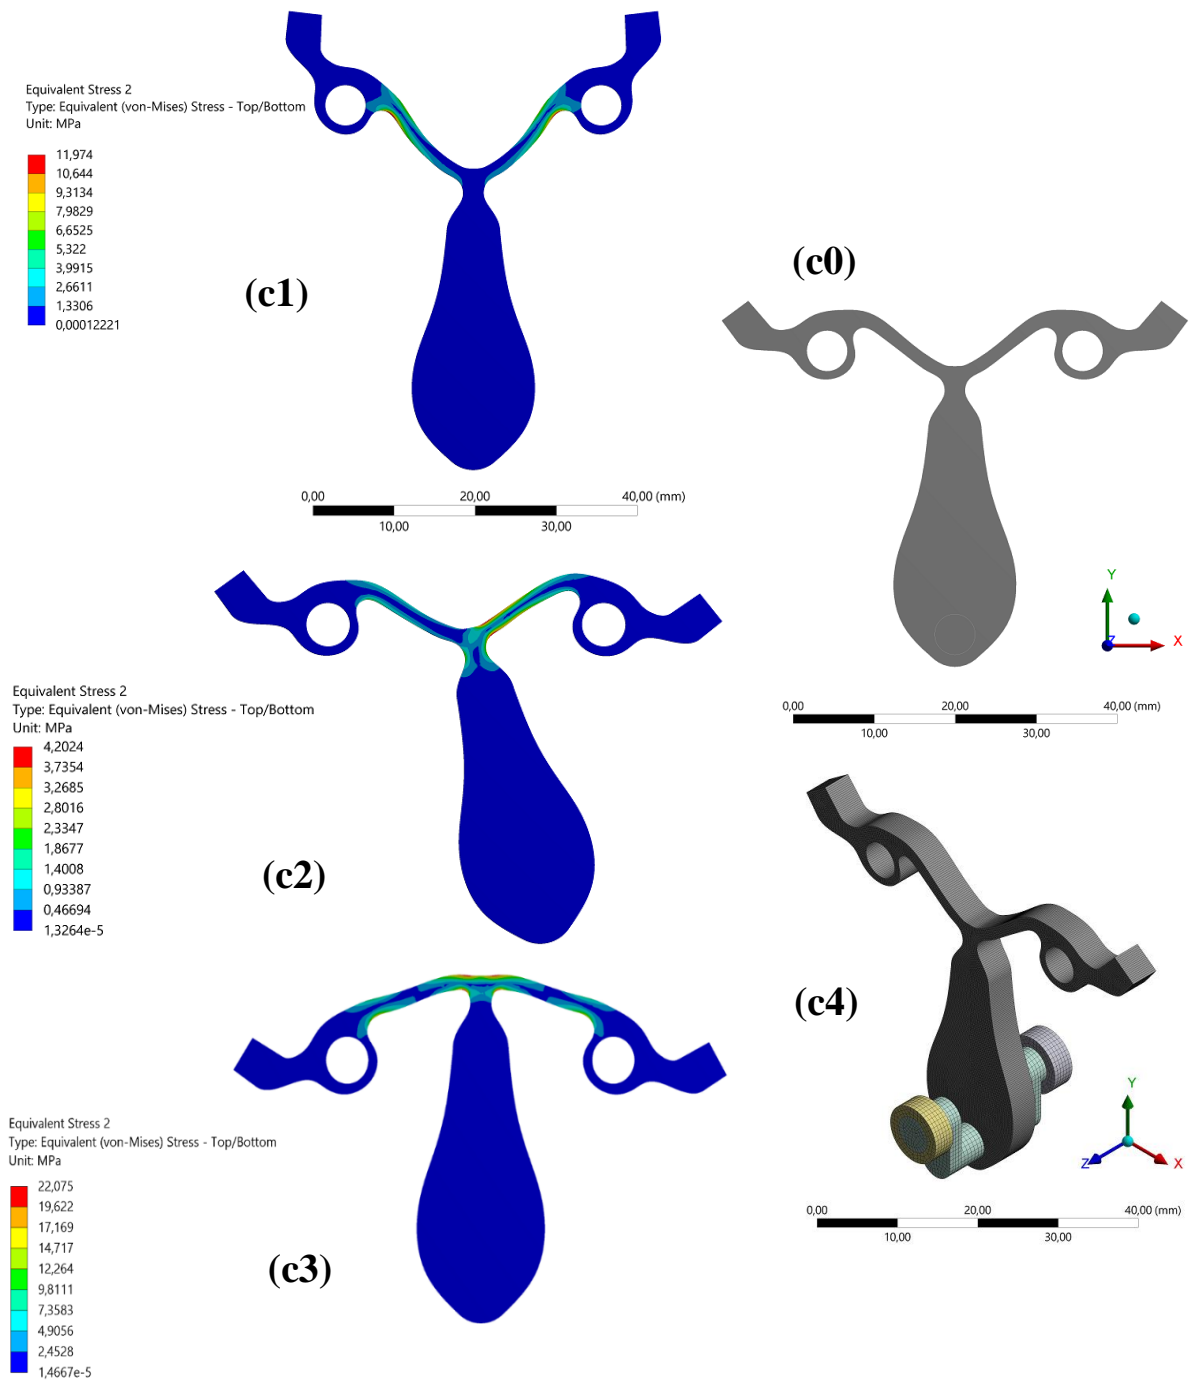 Equivalent Stress 2
Type: Equivalent (von-Mises) Stress - Top/Bottom
Unit: MPa
11,974
10,644
9,3134
7,9829
6,6525
5,322
3,9915
2,6611
1,3306
0,00012221
(c1)
0,00 20,00 40,00 (mm)
10,00 30,00
(c0)
Y
Z
X
0,00 20,00 40,00 (mm)
10,00 30,00
Equivalent Stress 2
Type: Equivalent (von-Mises) Stress - Top/Bottom
Unit: MPa
4,2024
3,7354
3,2685
2,8016
2,3347
1,8677
1,4008
0,93387
0,46694
1,3264e-5
(c2)
(c4)
Y
Z
X
0,00 20,00 40,00 (mm)
10,00 30,00
Equivalent Stress 2
Type: Equivalent (von-Mises) Stress - Top/Bottom
Unit: MPa
22,075
19,622
17,169
14,717
12,264
9,8111
7,3583
4,9056
2,4528
1,4667e-5
(c3)